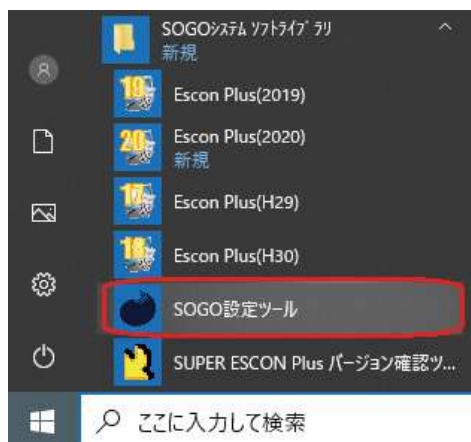 SOGOシステム ソフトライブラリ
新規
Escon Plus(2019)
Escon Plus(2020)
新規
Escon Plus(H29)
Escon Plus(H30)
SOGO設定ツール
SUPER ESCON Plus バージョン確認ツ...
ここに入力して検索